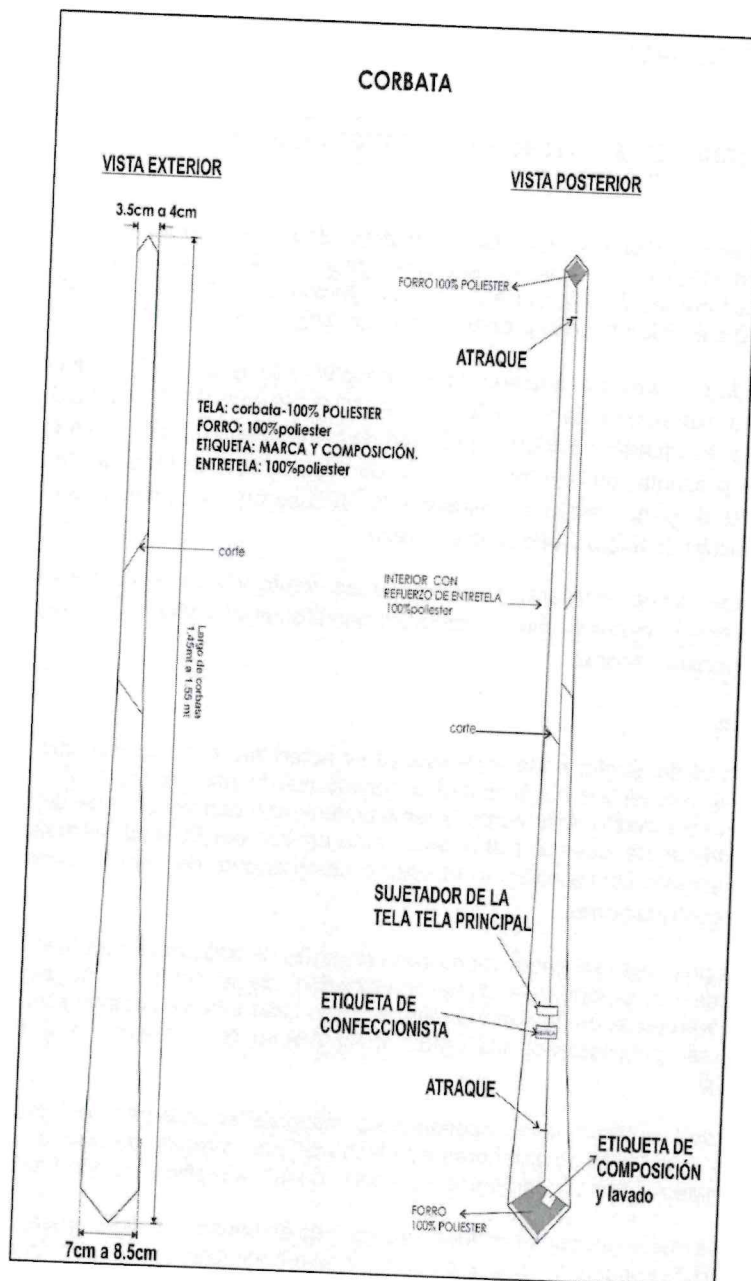 CORBATA
VISTA EXTERIOR
3.5cm a 4cm
TELA: corbata-100% POLIESTER
FORRO: 100%poliester
ETIQUETA: MARCA Y COMPOSICIÓN.
ENTRETELA: 100%poliester
corte
Largo de corbata
1.45mt a 1.55 mt
7cm a 8.5cm
VISTA POSTERIOR
FORRO 100% POLIESTER
ATRAQUE
INTERIOR CON
REFUERZO DE ENTRETELA
100%poliester
corte
SUJETADOR DE LA
TELA TELA PRINCIPAL
ETIQUETA DE
CONFECCIONISTA
MARCA
ATRAQUE
ETIQUETA DE
COMPOSICIÓN
y lavado
FORRO
100% POLIESTER